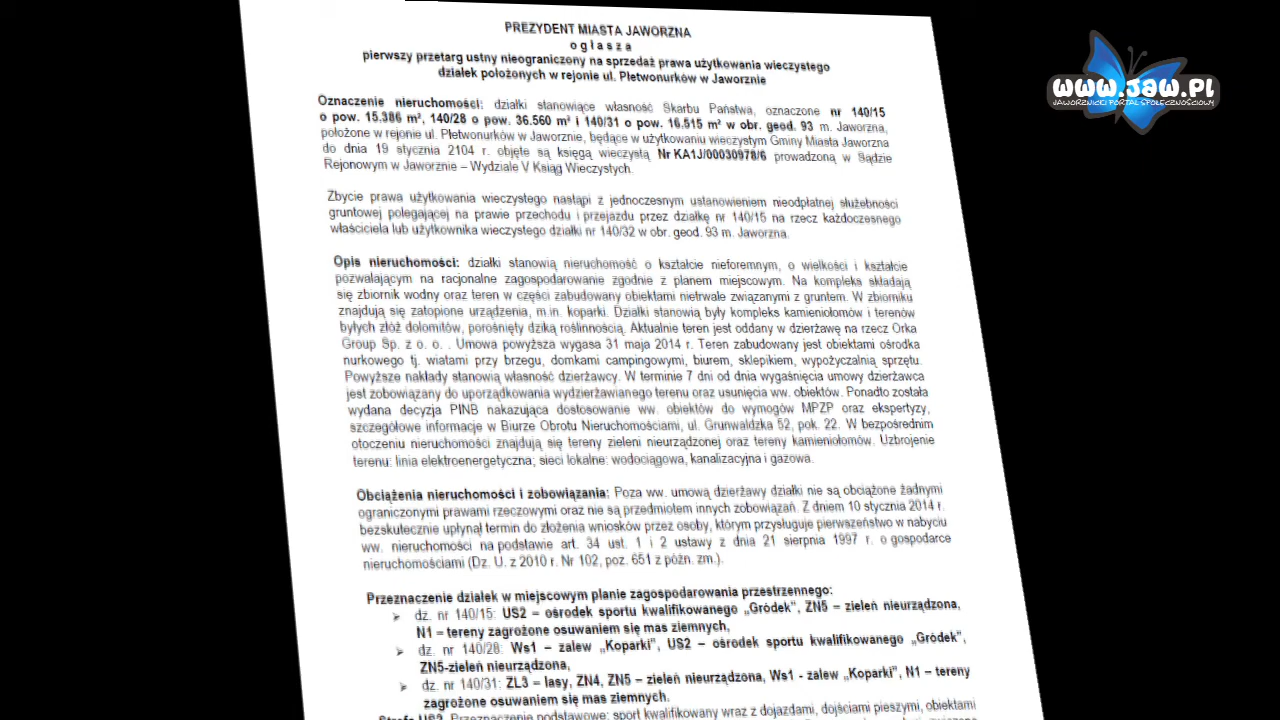 PREZYDENT MIASTA JAWORZNA
ogłasza
pierwszy przetarg ustny nieograniczony na sprzedaż prawa użytkowania wieczystego
działek położonych w rejonie ul. Płetwonurków w Jaworznie
www.jaw.pl
JAWORZNICKI PORTAL SPOŁECZNOŚCIOWY
Oznaczenie nieruchomości: działki stanowiące własność Skarbu Państwa, oznaczone nr 140/15
o pow. 15.386 m², 140/28 o pow. 36.560 m² i 140/31 o pow. 16.515 m² w obr. geod. 93 m. Jaworzna,
położone w rejonie ul. Płetwonurków w Jaworznie, będące w użytkowaniu wieczystym Gminy Miasta Jaworzna
do dnia 19 stycznia 2104 r. objęte są księgą wieczystą Nr KA1J/00030978/6 prowadzoną w Sądzie
Rejonowym w Jaworznie – Wydziale V Ksiąg Wieczystych.
Zbycie prawa użytkowania wieczystego nastąpi z jednoczesnym ustanowieniem nieodpłatnej służebności
gruntowej polegającej na prawie przechodu i przejazdu przez działkę nr 140/15 na rzecz każdoczesnego
właściciela lub użytkownika wieczystego działki nr 140/32 w obr. geod. 93 m. Jaworzna.
Opis nieruchomości: działki stanowią nieruchomość o kształcie nieforemnym, o wielkości i kształcie
pozwalającym na racjonalne zagospodarowanie zgodnie z planem miejscowym. Na kompleks składają
się zbiornik wodny oraz teren w części zabudowany obiektami nietrwale związanymi z gruntem. W zbiorniku
znajdują się zatopione urządzenia, m.in. koparki. Działki stanowią były kompleks kamieniołomów i terenów
byłych złóż dolomitów, porośnięty dziką roślinnością. Aktualnie teren jest oddany w dzierżawę na rzecz Orka
Group Sp. z o. o. . Umowa powyższa wygasa 31 maja 2014 r. Teren zabudowany jest obiektami ośrodka
nurkowego tj. wiatami przy brzegu, domkami campingowymi, biurem, sklepikiem, wypożyczalnią sprzętu.
Powyższe nakłady stanowią własność dzierżawcy. W terminie 7 dni od dnia wygaśnięcia umowy dzierżawca
jest zobowiązany do uporządkowania wydzierżawianego terenu oraz usunięcia ww. obiektów. Ponadto została
wydana decyzja PINB nakazująca dostosowanie ww. obiektów do wymogów MPZP oraz ekspertyzy,
szczegółowe informacje w Biurze Obrotu Nieruchomościami, ul. Grunwaldzka 52, pok. 22. W bezpośrednim
otoczeniu nieruchomości znajdują się tereny zieleni nieurządzonej oraz tereny kamieniołomów. Uzbrojenie
terenu: linia elektroenergetyczna; sieci lokalne: wodociągowa, kanalizacyjna i gazowa.
Obciążenia nieruchomości i zobowiązania: Poza ww. umową dzierżawy działki nie są obciążone żadnymi
ograniczonymi prawami rzeczowymi oraz nie są przedmiotem innych zobowiązań. Z dniem 10 stycznia 2014 r.
bezskutecznie upłynął termin do złożenia wniosków przez osoby, którym przysługuje pierwszeństwo w nabyciu
ww. nieruchomości na podstawie art. 34 ust. 1 i 2 ustawy z dnia 21 sierpnia 1997 r. o gospodarce
nieruchomościami (Dz. U. z 2010 r. Nr 102, poz. 651 z późn. zm.).
Przeznaczenie działek w miejscowym planie zagospodarowania przestrzennego:
➢ dz. nr 140/15: US2 – ośrodek sportu kwalifikowanego „Gródek”, ZN5 – zieleń nieurządzona,
N1 – tereny zagrożone osuwaniem się mas ziemnych,
➢ dz. nr 140/28: Ws1 – zalew „Koparki”, US2 – ośrodek sportu kwalifikowanego „Gródek”,
ZN5-zieleń nieurządzona,
➢ dz. nr 140/31: ZL3 – lasy, ZN4, ZN5 – zieleń nieurządzona, Ws1 - zalew „Koparki”, N1 – tereny
zagrożone osuwaniem się mas ziemnych.
Strefa US2. Przeznaczenie podstawowe: sport kwalifikowany wraz z dojazdami, dojściami pieszymi, obiektami